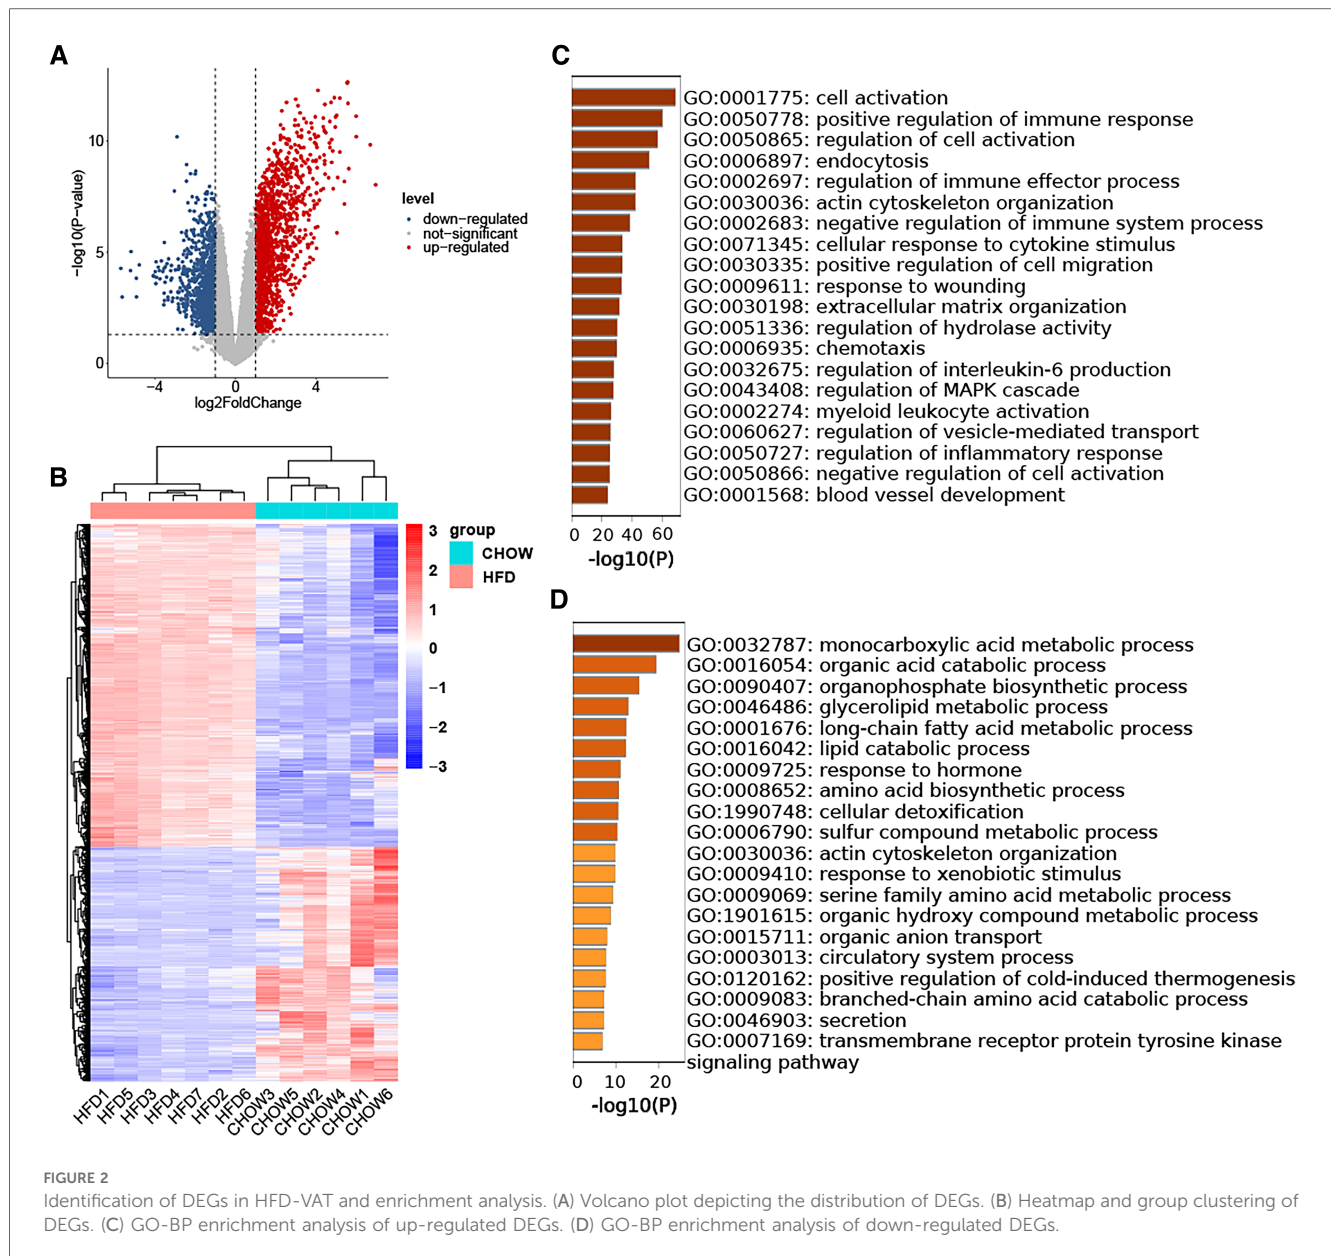 A
−log10(P−value)
10
5
0
−4
0
4
log2FoldChange
level
down−regulated
not−significant
up−regulated
B
3
2
1
0
−1
−2
−3
group
CHOW
HFD
HFD1
HFD5
HFD3
HFD4
HFD7
HFD2
HFD6
CHOW3
CHOW5
CHOW2
CHOW4
CHOW1
CHOW6
C
GO:0001775: cell activation
GO:0050778: positive regulation of immune response
GO:0050865: regulation of cell activation
GO:0006897: endocytosis
GO:0002697: regulation of immune effector process
GO:0030036: actin cytoskeleton organization
GO:0002683: negative regulation of immune system process
GO:0071345: cellular response to cytokine stimulus
GO:0030335: positive regulation of cell migration
GO:0009611: response to wounding
GO:0030198: extracellular matrix organization
GO:0051336: regulation of hydrolase activity
GO:0006935: chemotaxis
GO:0032675: regulation of interleukin-6 production
GO:0043408: regulation of MAPK cascade
GO:0002274: myeloid leukocyte activation
GO:0060627: regulation of vesicle-mediated transport
GO:0050727: regulation of inflammatory response
GO:0050866: negative regulation of cell activation
GO:0001568: blood vessel development
0 20 40 60
-log10(P)
D
GO:0032787: monocarboxylic acid metabolic process
GO:0016054: organic acid catabolic process
GO:0090407: organophosphate biosynthetic process
GO:0046486: glycerolipid metabolic process
GO:0001676: long-chain fatty acid metabolic process
GO:0016042: lipid catabolic process
GO:0009725: response to hormone
GO:0008652: amino acid biosynthetic process
GO:1990748: cellular detoxification
GO:0006790: sulfur compound metabolic process
GO:0030036: actin cytoskeleton organization
GO:0009410: response to xenobiotic stimulus
GO:0009069: serine family amino acid metabolic process
GO:1901615: organic hydroxy compound metabolic process
GO:0015711: organic anion transport
GO:0003013: circulatory system process
GO:0120162: positive regulation of cold-induced thermogenesis
GO:0009083: branched-chain amino acid catabolic process
GO:0046903: secretion
GO:0007169: transmembrane receptor protein tyrosine kinase
signaling pathway
0 10 20
-log10(P)
FIGURE 2
Identification of DEGs in HFD-VAT and enrichment analysis. (A) Volcano plot depicting the distribution of DEGs. (B) Heatmap and group clustering of
DEGs. (C) GO-BP enrichment analysis of up-regulated DEGs. (D) GO-BP enrichment analysis of down-regulated DEGs.